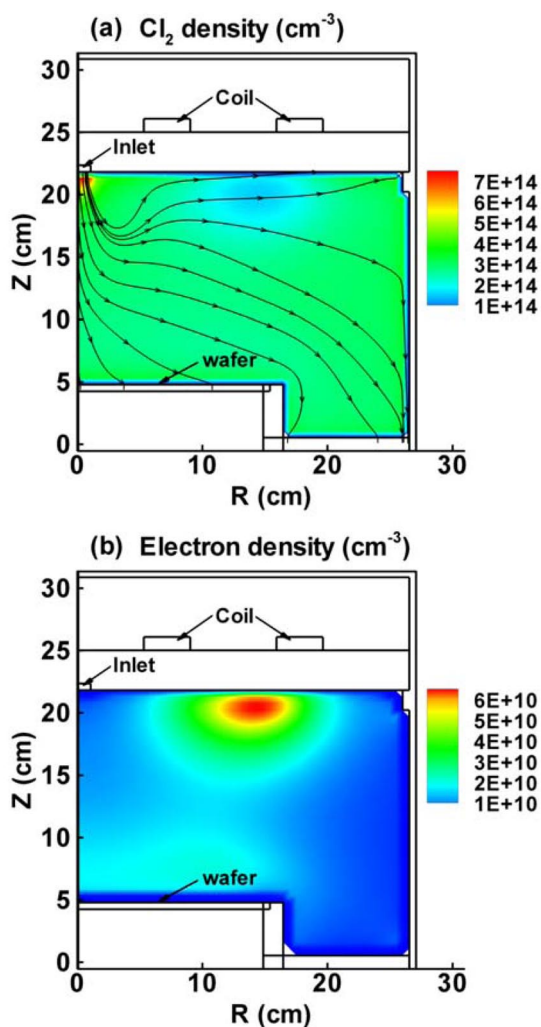 (a) Cl₂ density (cm⁻³)
30
25
20
15
10
5
0
Z (cm)
Coil
Inlet
wafer
7E+14
6E+14
5E+14
4E+14
3E+14
2E+14
1E+14
0 10 20 30
R (cm)
(b) Electron density (cm⁻³)
30
25
20
15
10
5
0
Z (cm)
Coil
Inlet
wafer
6E+10
5E+10
4E+10
3E+10
2E+10
1E+10
0 10 20 30
R (cm)